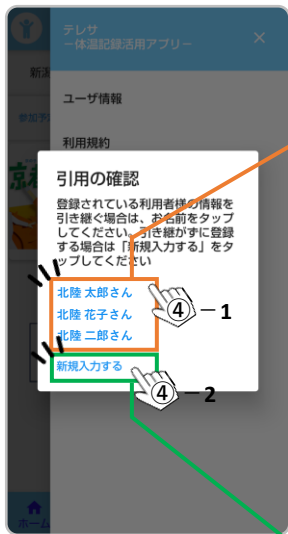 テレサ
ー体温記録活用アプリー
×
新潟
ユーザ情報
参加予定
利用規約
引用の確認
登録されている利用者様の情報を
引き継ぐ場合は、お名前をタップ
してください。引き継がずに登録
する場合は「新規入力する」をタ
ップしてください
北陸 太郎さん
④ー1
北陸 花子さん
北陸 二郎さん
新規入力する
④ー2
ホーム